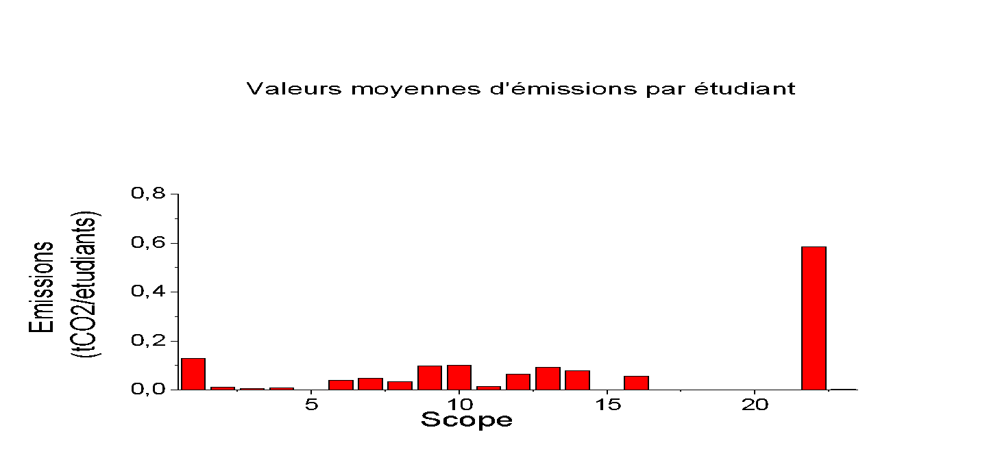 Valeurs moyennes d'émissions par étudiant
0,8
0,6
0,4
0,2
0,0
Emissions
(tCO2/etudiants)
5
10
15
20
Scope